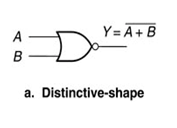 Y = A̅ ̅+̅ ̅B̅
A
B
a. Distinctive-shape